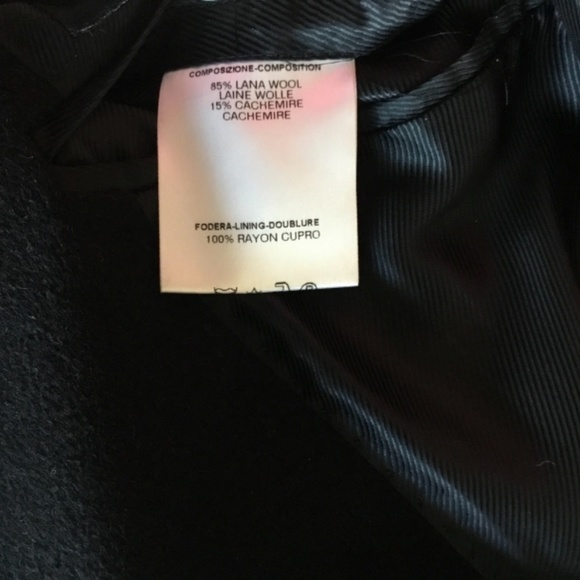 COMPOSIZIONE-COMPOSITION
85% LANA WOOL
LAINE WOLLE
15% CACHEMIRE
CACHEMIRE
FODERA-LINING-DOUBLURE
100% RAYON CUPRO